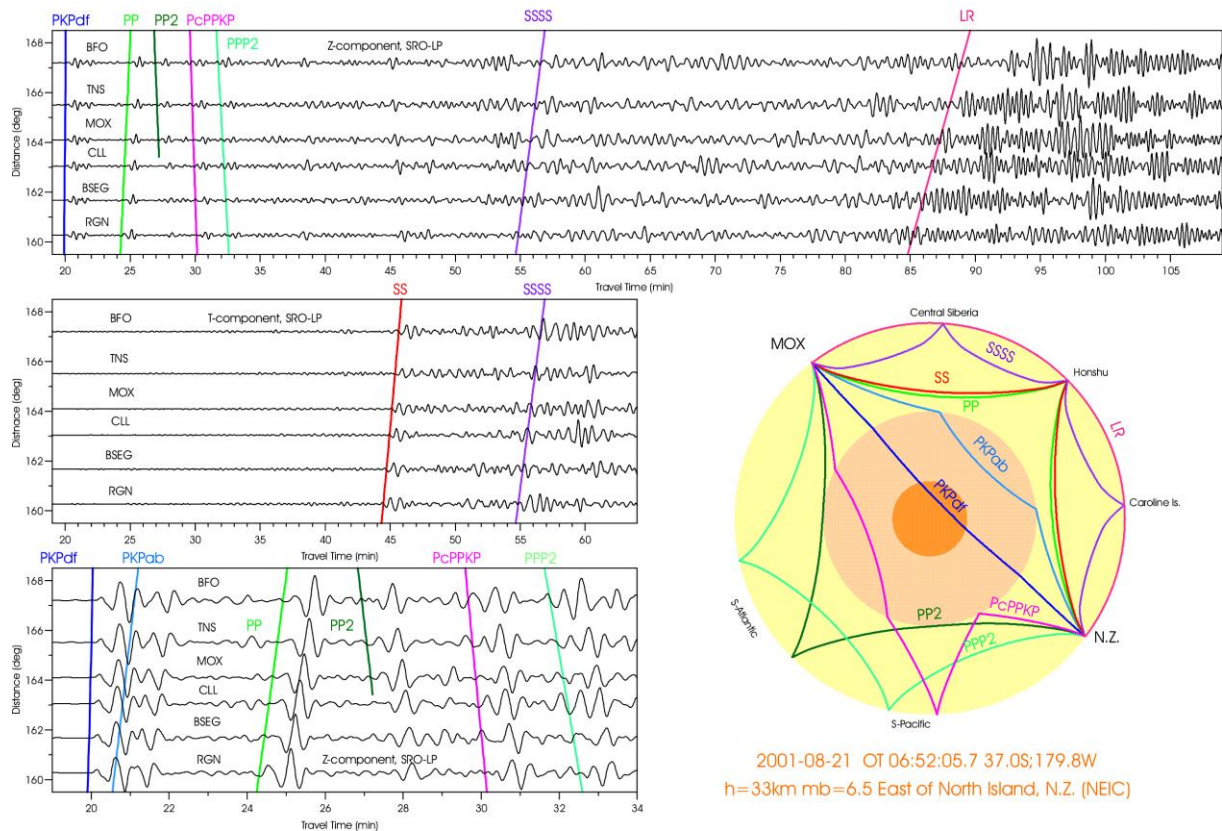 PKPdf PP PP2 PcPPKP SSSS LR
PPP2
Z-component, SRO-LP
168
BFO
166
TNS
Distance (deg)
164
MOX
CLL
162
BSEG
RGN
160
20 25 30 35 40 45 50 55 60 65 70 75 80 85 90 95 100 105
Travel Time (min)
SS SSSS
168
BFO T-component, SRO-LP
166
TNS
Distnace (deg)
164
MOX
CLL
162
BSEG
RGN
160
20 25 30 35 40 45 50 55 60
Travel Time (min)
PKPdf PKPab PcPPKP PPP2
168
BFO
166
TNS PP PP2
Distance (deg)
164
MOX
CLL
162
BSEG
RGN Z-component, SRO-LP
160
20 22 24 26 28 30 32 34
Travel Time (min)
Central Siberia
MOX
SSSS
Honshu
SS
PP
LR
PKPab
PKPdf
Caroline Is.
PcPPKP
PP2
S-Atlantic
PPP2
N.Z.
S-Pacific
2001-08-21 OT 06:52:05.7 37.0S;179.8W
h=33km mb=6.5 East of North Island, N.Z. (NEIC)